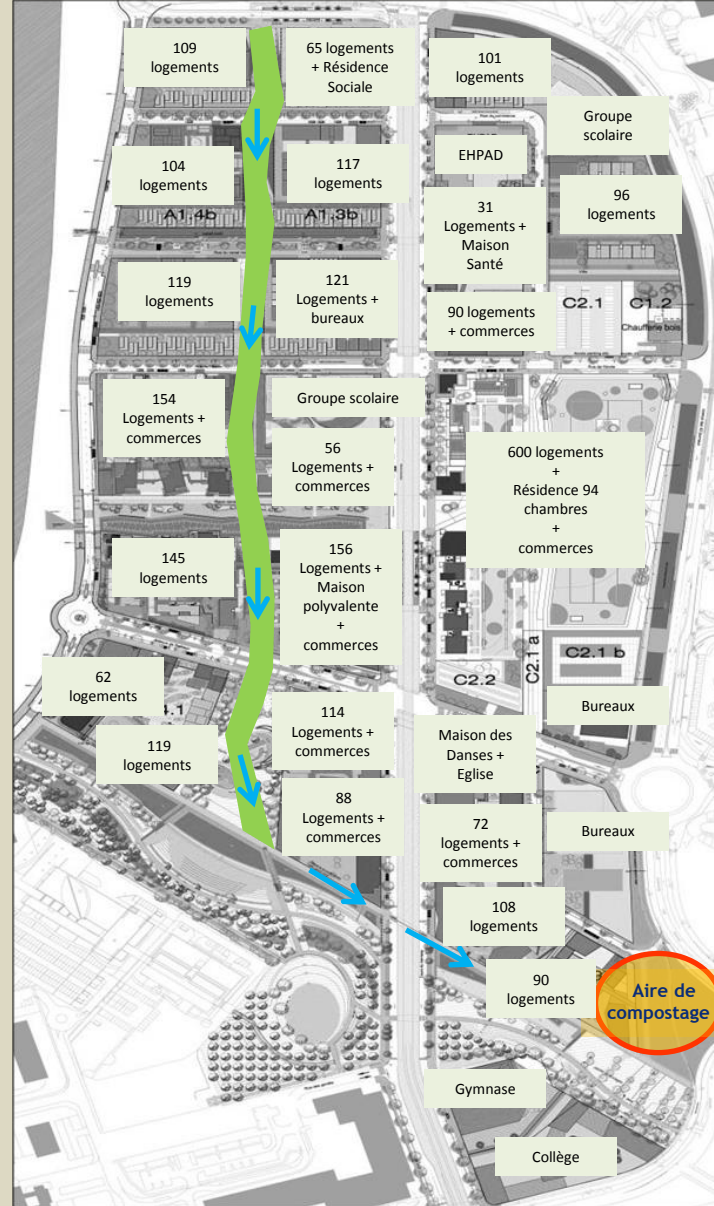 109
logements
65 logements
+ Résidence
Sociale
101
logements
Groupe
scolaire
104
logements
117
logements
EHPAD
96
logements
A1.4b
A1.3b
31
Logements +
Maison
Santé
119
logements
121
Logements +
bureaux
90 logements
+ commerces
C2.1
C1.2
Chaufferie bois
154
Logements +
commerces
Groupe scolaire
56
Logements +
commerces
600 logements
+
Résidence 94
chambres
+
commerces
145
logements
156
Logements +
Maison
polyvalente
+
commerces
C2.1 a
C2.1 b
C2.2
62
logements
4.1
119
logements
114
Logements +
commerces
Bureaux
Maison des
Danses +
Eglise
88
Logements +
commerces
72
logements +
commerces
Bureaux
108
logements
90
logements
Aire de
compostage
Gymnase
Collège